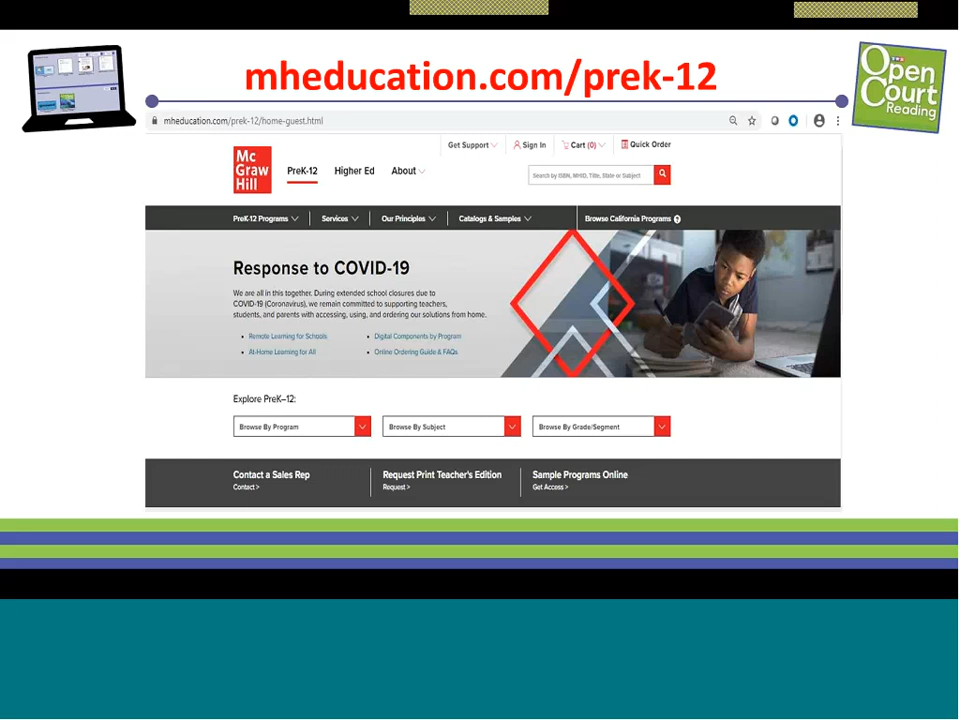 mheducation.com/prek-12
Open
Court
Reading
mheducation.com/prek-12/home-guest.html
Get Support
Sign In
Cart (0)
Quick Order
Mc
Graw
Hill
PreK-12
Higher Ed
About
Search by ISBN, MHID, Title, State or Subject
PreK-12 Programs
Services
Our Principles
Catalogs & Samples
Browse California Programs
Response to COVID-19
We are all in this together. During extended school closures due to
COVID-19 (Coronavirus), we remain committed to supporting teachers,
students, and parents with accessing, using, and ordering our solutions from home.
• Remote Learning for Schools
• Digital Components by Program
• At-Home Learning for All
• Online Ordering Guide & FAQs
Explore PreK–12:
Browse By Program
Browse By Subject
Browse By Grade/Segment
Contact a Sales Rep
Contact >
Request Print Teacher's Edition
Request >
Sample Programs Online
Get Access >